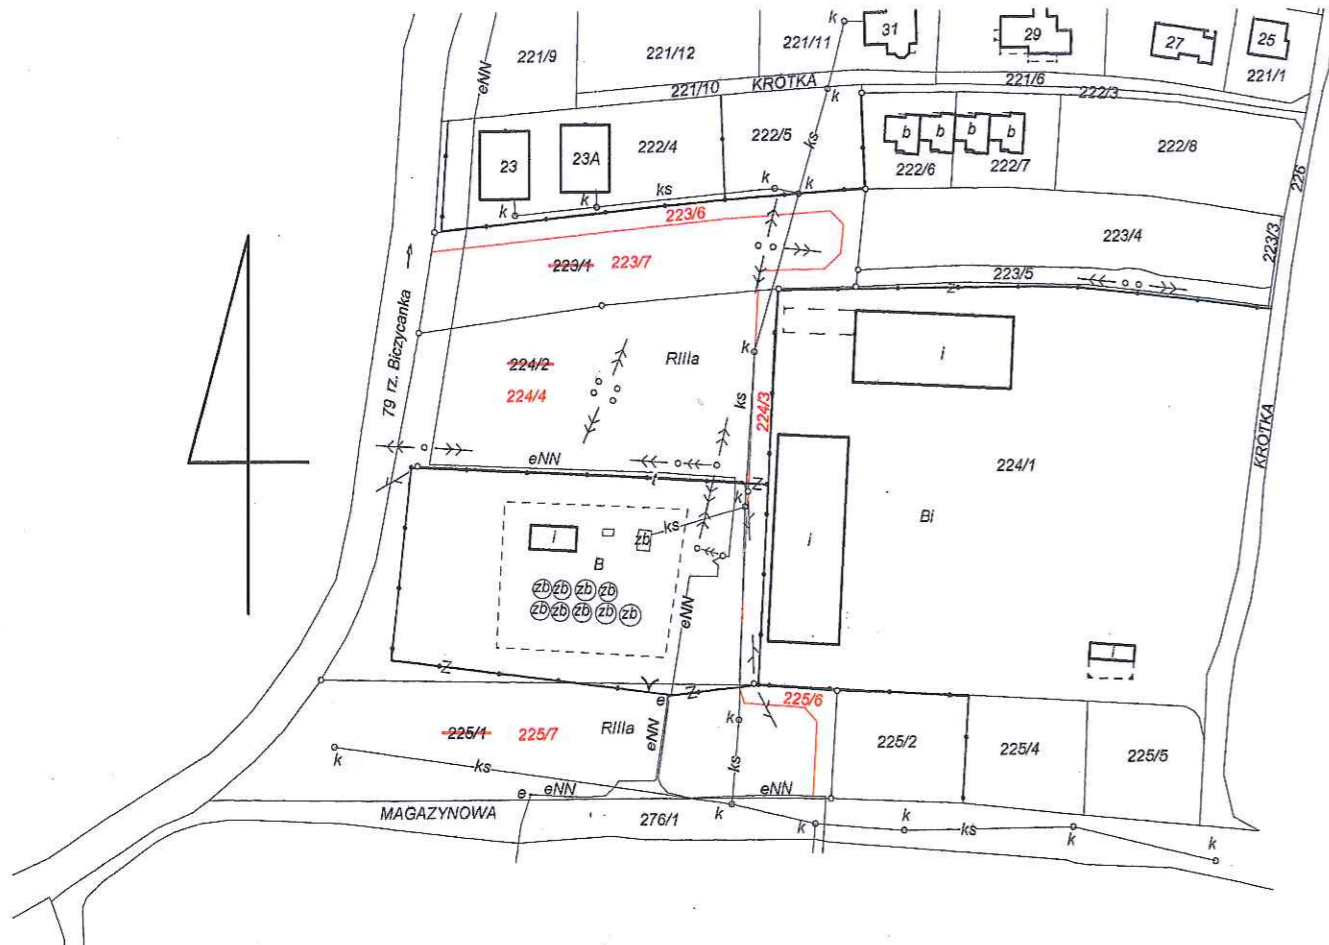 k
31
29
27
25
221/9
221/12
221/11
221/6
221/1
eNN
221/10
KRÓTKA
222/3
k
23
23A
222/4
222/5
ks
b
b
b
b
222/6
222/7
222/8
226
k
k
ks
k
223/6
223/1
223/7
223/4
223/3
223/5
Z
79 rz. Biczycanka
224/2
RIIIa
224/4
k
ks
224/3
i
224/1
KRÓTKA
eNN
t
k
Z
ks
i
zb
B
zb
zb
zb
zb
zb
zb
zb
zb
zb
eNN
i
Bi
i
Z
e
Z
225/6
225/1
225/7
RIIIa
eNN
k
ks
225/2
225/4
225/5
k
ks
e
eNN
eNN
MAGAZYNOWA
276/1
k
k
k
ks
k
k